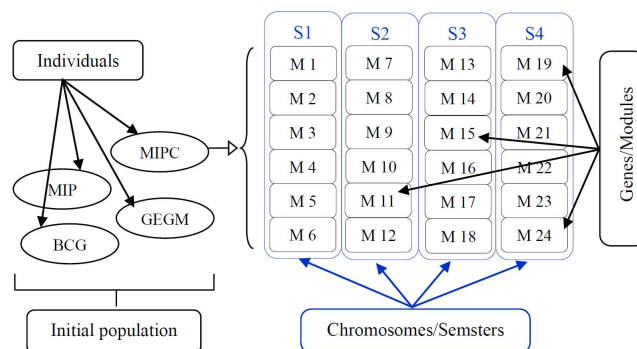 Individuals
MIPC
MIP
GEGM
BCG
Initial population
S1 S2 S3 S4
M 1 M 7 M 13 M 19
M 2 M 8 M 14 M 20
M 3 M 9 M 15 M 21
M 4 M 10 M 16 M 22
M 5 M 11 M 17 M 23
M 6 M 12 M 18 M 24
Chromosomes/Semsters
Genes/Modules